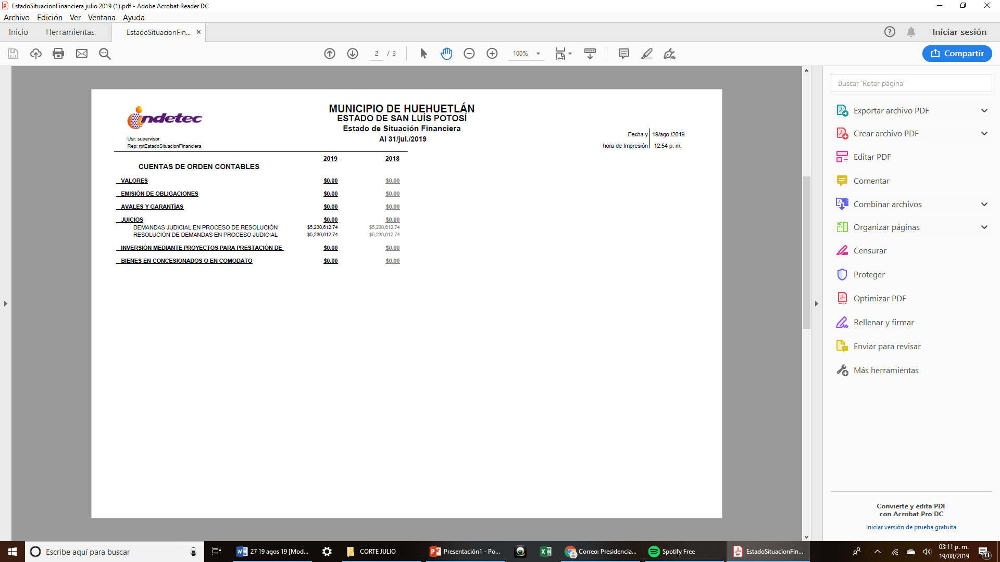 EstadoSituacionFinanciera julio 2019 (1).pdf - Adobe Acrobat Reader DC
Archivo Edición Ver Ventana Ayuda
Inicio Herramientas EstadoSituacionFin... Iniciar sesión
2 / 3 100% Compartir
Buscar 'Rotar página'
indetec
MUNICIPIO DE HUEHUETLÁN
ESTADO DE SAN LUÍS POTOSÍ
Estado de Situación Financiera
Al 31/jul./2019
Usr: supervisor
Rep: rptEstadoSituacionFinanciera
Fecha y 19/ago./2019
hora de Impresión 12:54 p. m.
2019 2018
CUENTAS DE ORDEN CONTABLES
VALORES $0.00 $0.00
EMISIÓN DE OBLIGACIONES $0.00 $0.00
AVALES Y GARANTÍAS $0.00 $0.00
JUICIOS $0.00 $0.00
DEMANDAS JUDICIAL EN PROCESO DE RESOLUCIÓN $5,230,612.74 $5,230,612.74
RESOLUCIÓN DE DEMANDAS EN PROCESO JUDICIAL $5,230,612.74 $5,230,612.74
INVERSIÓN MEDIANTE PROYECTOS PARA PRESTACIÓN DE $0.00 $0.00
BIENES EN CONCESIONADOS O EN COMODATO $0.00 $0.00
Exportar archivo PDF
Crear archivo PDF
Editar PDF
Comentar
Combinar archivos
Organizar páginas
Censurar
Proteger
Optimizar PDF
Rellenar y firmar
Enviar para revisar
Más herramientas
Convierte y edita PDF
con Acrobat Pro DC
Iniciar versión de prueba gratuita
Escribe aquí para buscar
27 19 agos 19 [Mod...
CORTE JULIO
Presentación1 - Po...
Correo: Presidencia...
Spotify Free
EstadoSituacionFin...
03:11 p. m.
19/08/2019
13